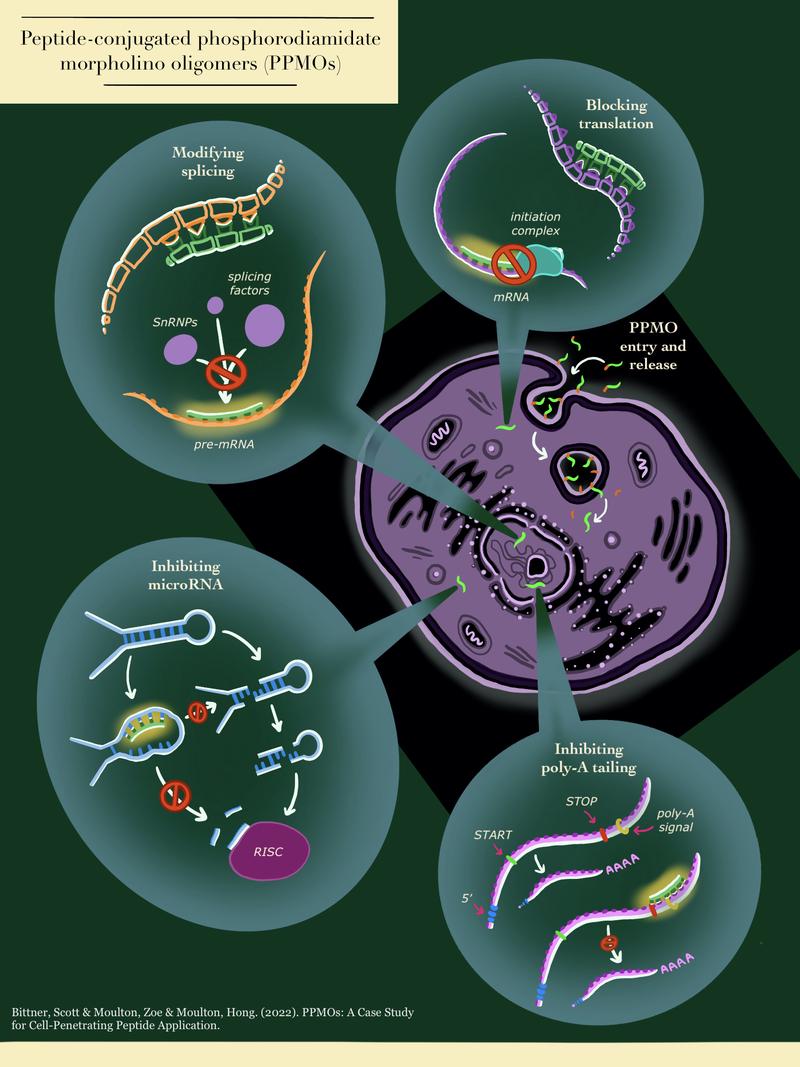 Peptide-conjugated phosphorodiamidate
morpholino oligomers (PPMOs)
Modifying
splicing
splicing
factors
SnRNPs
pre-mRNA
Blocking
translation
initiation
complex
mRNA
PPMO
entry and
release
Inhibiting
microRNA
RISC
Inhibiting
poly-A tailing
STOP
poly-A
signal
START
AAAA
5'
AAAA
Bittner, Scott & Moulton, Zoe & Moulton, Hong. (2022). PPMOs: A Case Study
for Cell-Penetrating Peptide Application.